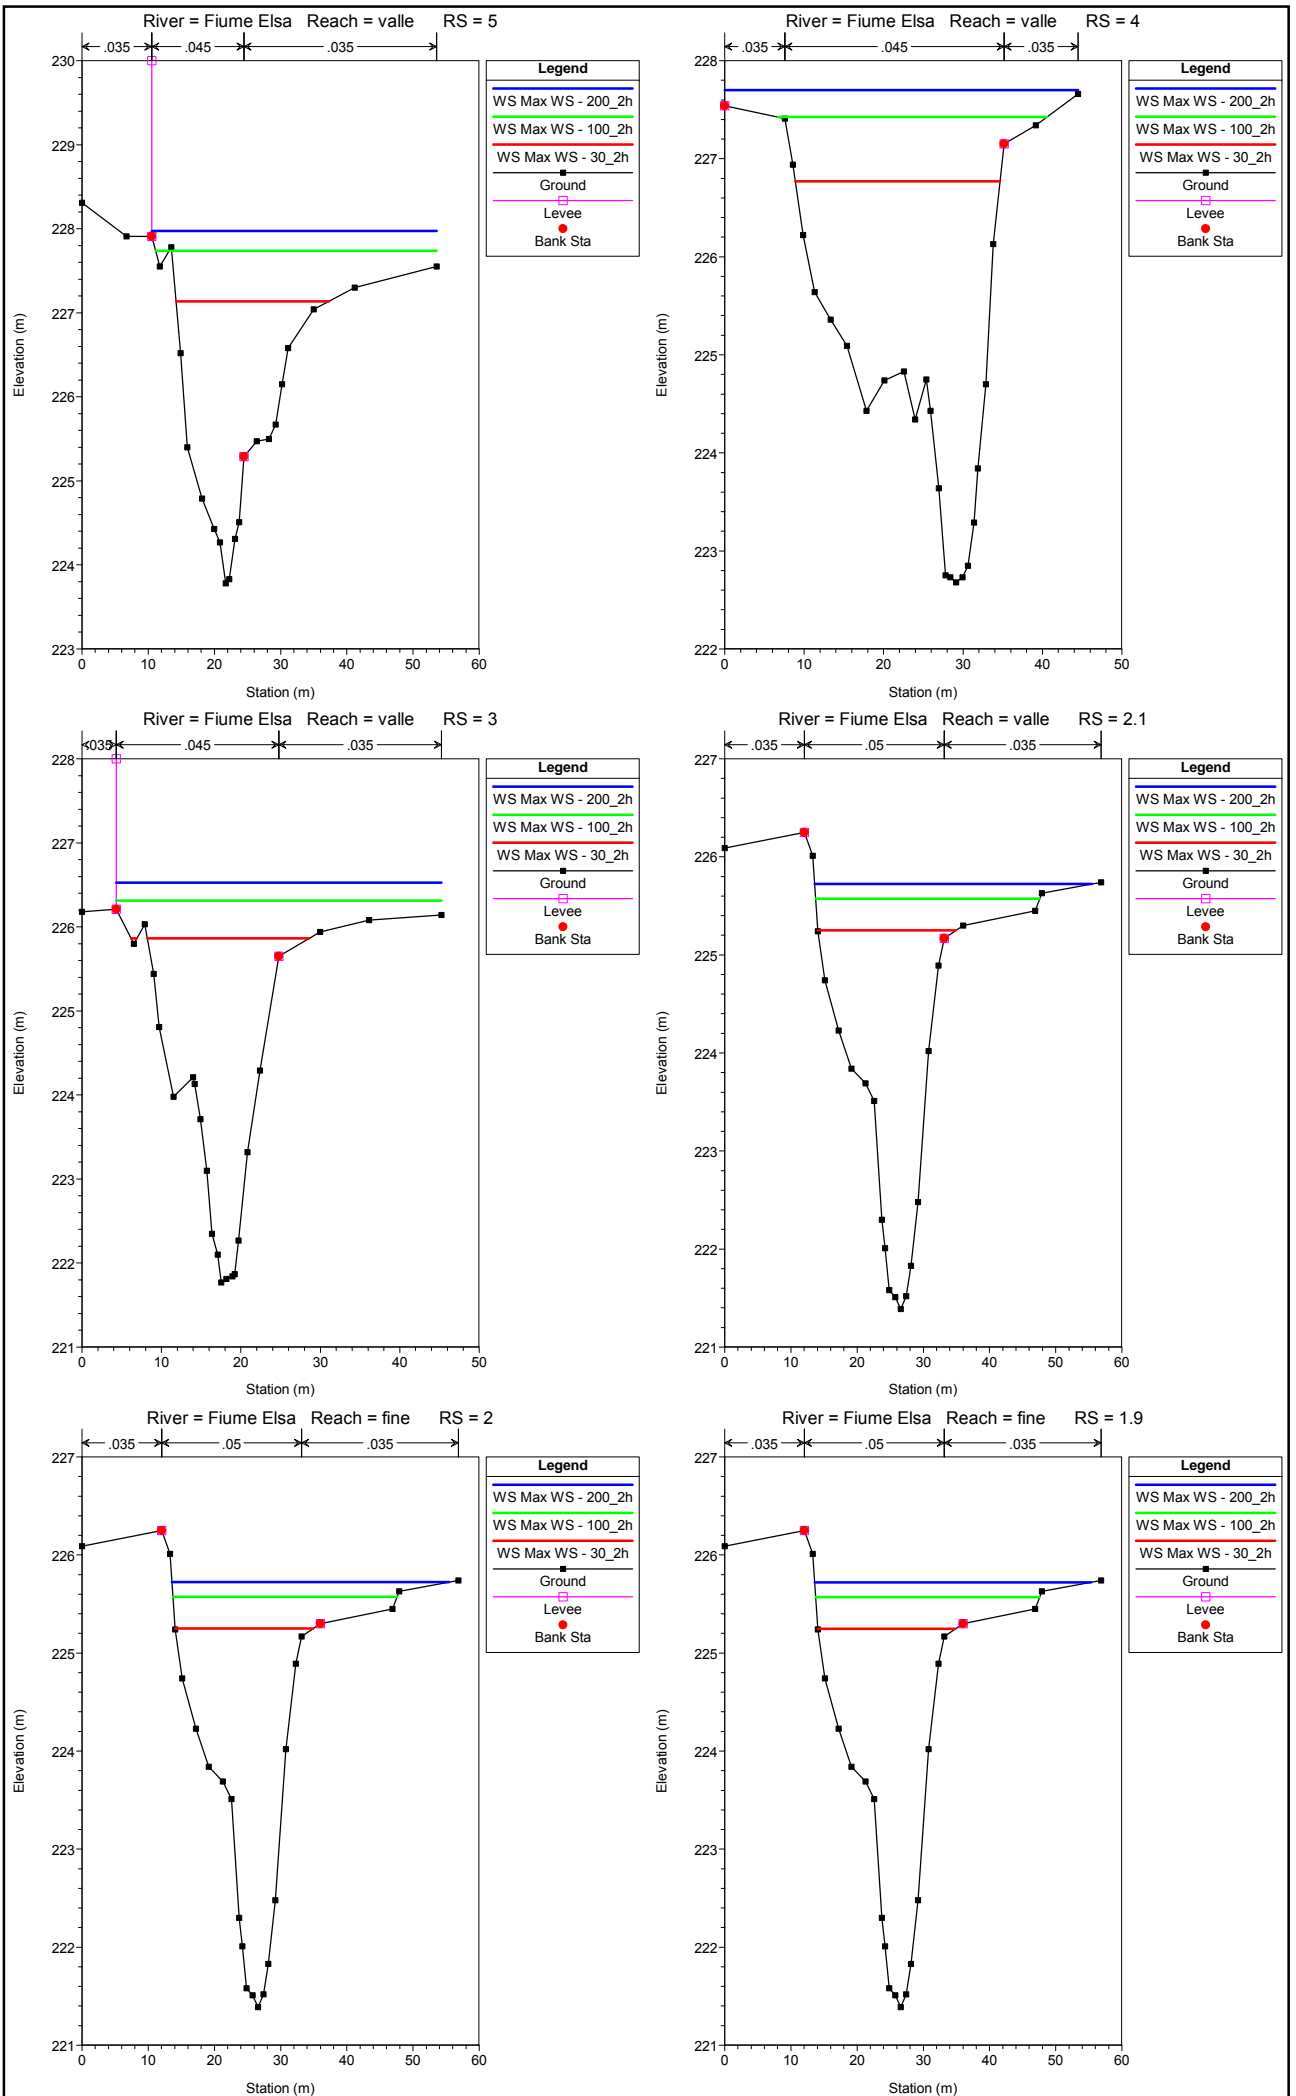 River = Fiume Elsa Reach = valle RS = 5
.035 .045 .035
230
229
228
227
226
225
224
223
0 10 20 30 40 50 60
Station (m)
Elevation (m)
Legend
WS Max WS - 200_2h
WS Max WS - 100_2h
WS Max WS - 30_2h
Ground
Levee
Bank Sta
River = Fiume Elsa Reach = valle RS = 4
.035 .045 .035
228
227
226
225
224
223
222
0 10 20 30 40 50
Station (m)
Elevation (m)
Legend
WS Max WS - 200_2h
WS Max WS - 100_2h
WS Max WS - 30_2h
Ground
Levee
Bank Sta
River = Fiume Elsa Reach = valle RS = 3
.035 .045 .035
228
227
226
225
224
223
222
221
0 10 20 30 40 50
Station (m)
Elevation (m)
Legend
WS Max WS - 200_2h
WS Max WS - 100_2h
WS Max WS - 30_2h
Ground
Levee
Bank Sta
River = Fiume Elsa Reach = valle RS = 2.1
.035 .05 .035
227
226
225
224
223
222
221
0 10 20 30 40 50 60
Station (m)
Elevation (m)
Legend
WS Max WS - 200_2h
WS Max WS - 100_2h
WS Max WS - 30_2h
Ground
Levee
Bank Sta
River = Fiume Elsa Reach = fine RS = 2
.035 .05 .035
227
226
225
224
223
222
221
0 10 20 30 40 50 60
Station (m)
Elevation (m)
Legend
WS Max WS - 200_2h
WS Max WS - 100_2h
WS Max WS - 30_2h
Ground
Levee
Bank Sta
River = Fiume Elsa Reach = fine RS = 1.9
.035 .05 .035
227
226
225
224
223
222
221
0 10 20 30 40 50 60
Station (m)
Elevation (m)
Legend
WS Max WS - 200_2h
WS Max WS - 100_2h
WS Max WS - 30_2h
Ground
Levee
Bank Sta